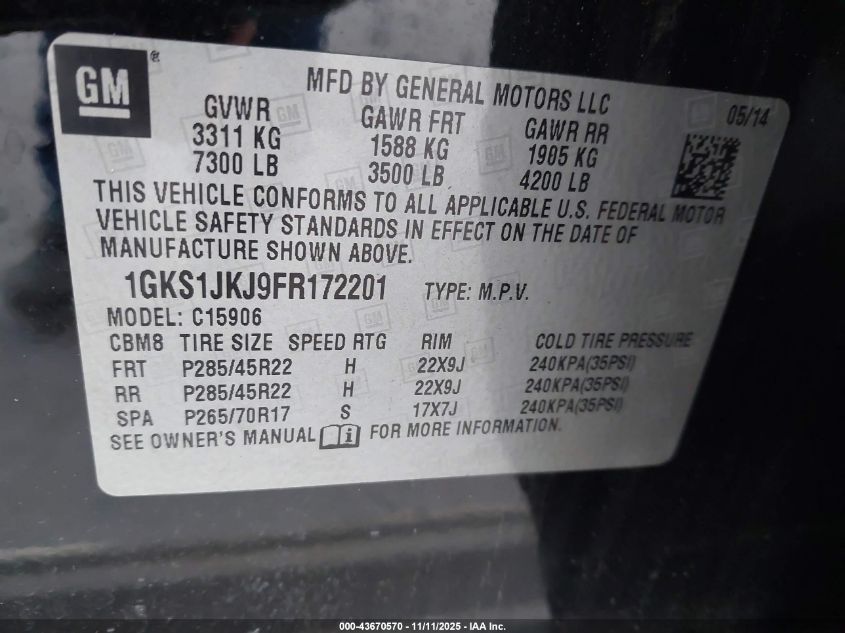 GM ®
MFD BY GENERAL MOTORS LLC
05/14
GVWR GAWR FRT GAWR RR
3311 KG 1588 KG 1905 KG
7300 LB 3500 LB 4200 LB
THIS VEHICLE CONFORMS TO ALL APPLICABLE U.S. FEDERAL MOTOR
VEHICLE SAFETY STANDARDS IN EFFECT ON THE DATE OF
MANUFACTURE SHOWN ABOVE.
1GKS1JKJ9FR172201 TYPE: M.P.V.
MODEL: C15906
CBM8 TIRE SIZE SPEED RTG RIM COLD TIRE PRESSURE
FRT P285/45R22 H 22X9J 240KPA(35PSI)
RR P285/45R22 H 22X9J 240KPA(35PSI)
SPA P265/70R17 S 17X7J 240KPA(35PSI)
SEE OWNER'S MANUAL FOR MORE INFORMATION.
000-43670570 - 11/11/2025 - IAA Inc.